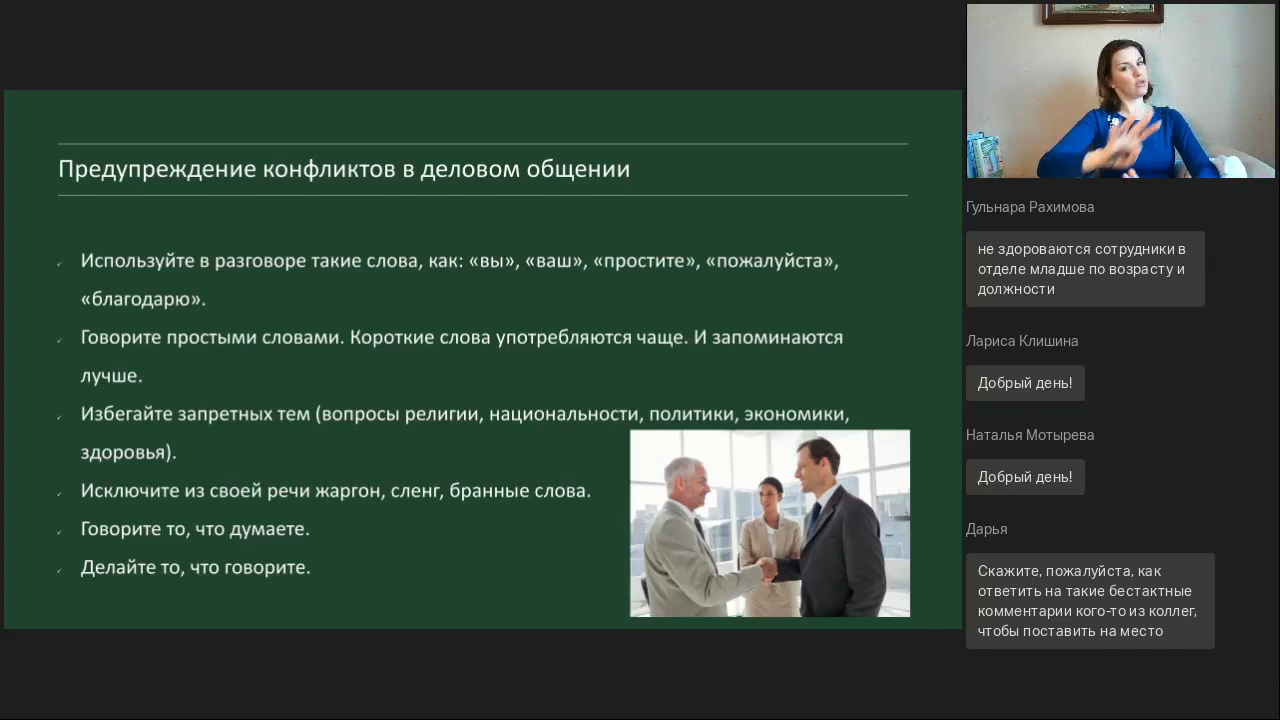 Предупреждение конфликтов в деловом общении
Используйте в разговоре такие слова, как: «вы», «ваш», «простите», «пожалуйста»,
«благодарю».
Говорите простыми словами. Короткие слова употребляются чаще. И запоминаются
лучше.
Избегайте запретных тем (вопросы религии, национальности, политики, экономики,
здоровья).
Исключите из своей речи жаргон, сленг, бранные слова.
Говорите то, что думаете.
Делайте то, что говорите.
Гульнара Рахимова
не здороваются сотрудники в
отделе младше по возрасту и
должности
Лариса Клишина
Добрый день!
Наталья Мотырева
Добрый день!
Дарья
Скажите, пожалуйста, как
ответить на такие бестактные
комментарии кого-то из коллег,
чтобы поставить на место